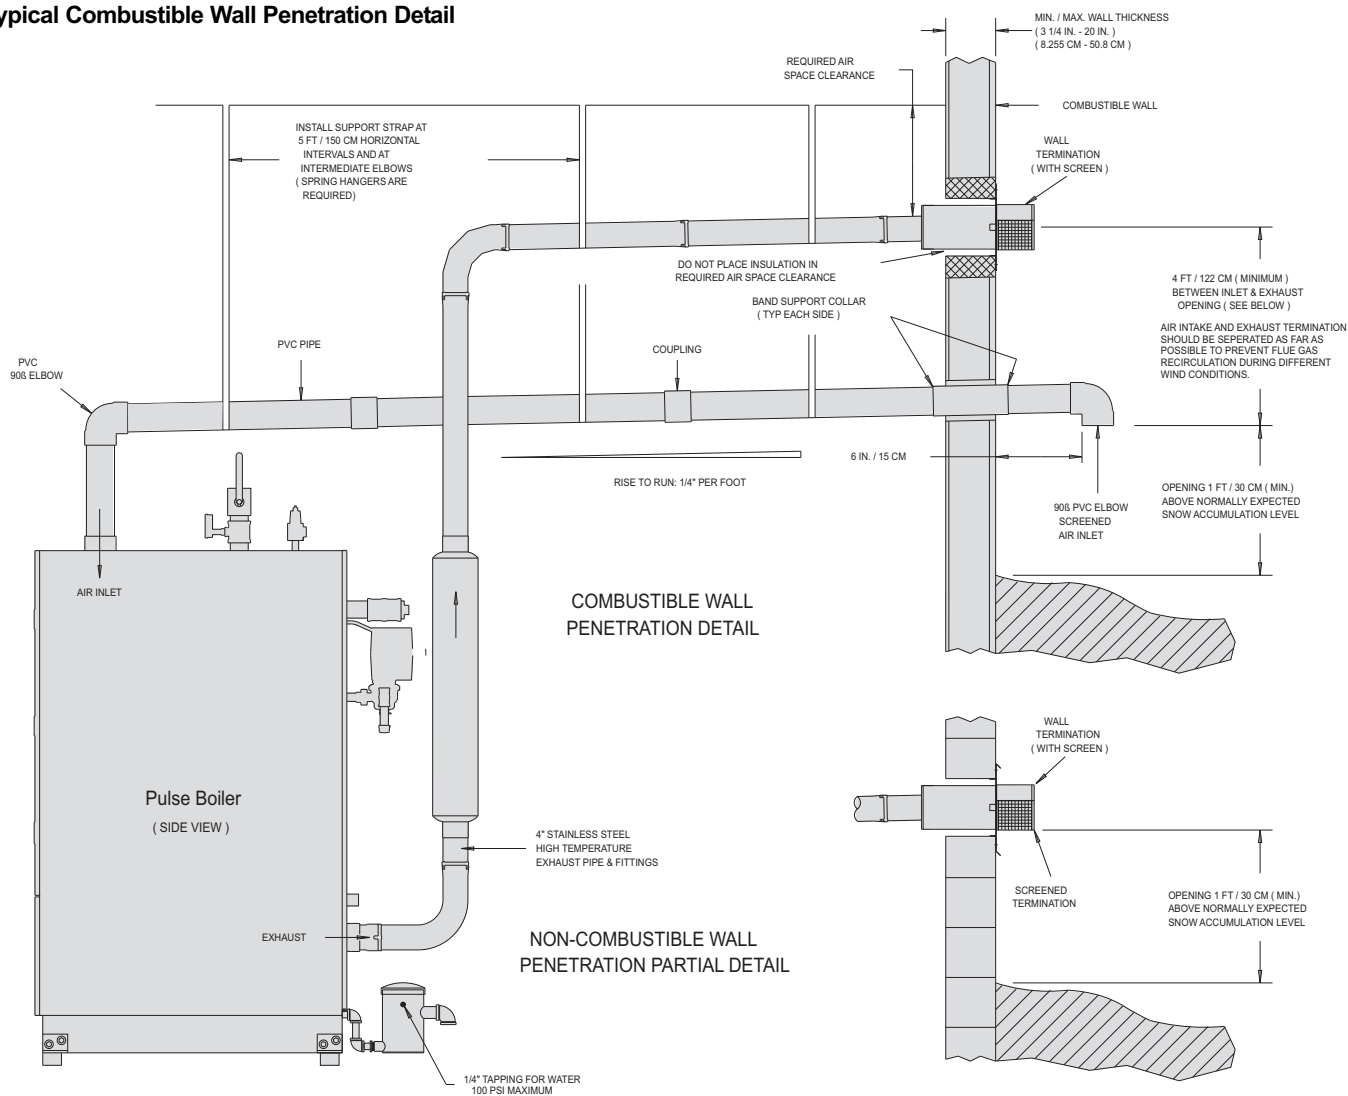 ypical Combustible Wall Penetration Detail
MIN. / MAX. WALL THICKNESS
( 3 1/4 IN. - 20 IN. )
( 8.255 CM - 50.8 CM )
REQUIRED AIR
SPACE CLEARANCE
COMBUSTIBLE WALL
INSTALL SUPPORT STRAP AT
5 FT / 150 CM HORIZONTAL
INTERVALS AND AT
INTERMEDIATE ELBOWS
( SPRING HANGERS ARE
REQUIRED)
WALL
TERMINATION
( WITH SCREEN )
DO NOT PLACE INSULATION IN
REQUIRED AIR SPACE CLEARANCE
4 FT / 122 CM ( MINIMUM )
BETWEEN INLET & EXHAUST
OPENING ( SEE BELOW )
AIR INTAKE AND EXHAUST TERMINATION
SHOULD BE SEPERATED AS FAR AS
POSSIBLE TO PREVENT FLUE GAS
RECIRCULATION DURING DIFFERENT
WIND CONDITIONS.
BAND SUPPORT COLLAR
( TYP EACH SIDE )
PVC PIPE
COUPLING
PVC
90ß ELBOW
6 IN. / 15 CM
RISE TO RUN: 1/4" PER FOOT
OPENING 1 FT / 30 CM ( MIN.)
ABOVE NORMALLY EXPECTED
SNOW ACCUMULATION LEVEL
90ß PVC ELBOW
SCREENED
AIR INLET
AIR INLET
COMBUSTIBLE WALL
PENETRATION DETAIL
WALL
TERMINATION
( WITH SCREEN )
Pulse Boiler
( SIDE VIEW )
4" STAINLESS STEEL
HIGH TEMPERATURE
EXHAUST PIPE & FITTINGS
SCREENED
TERMINATION
OPENING 1 FT / 30 CM ( MIN.)
ABOVE NORMALLY EXPECTED
SNOW ACCUMULATION LEVEL
EXHAUST
NON-COMBUSTIBLE WALL
PENETRATION PARTIAL DETAIL
1/4" TAPPING FOR WATER
100 PSI MAXIMUM